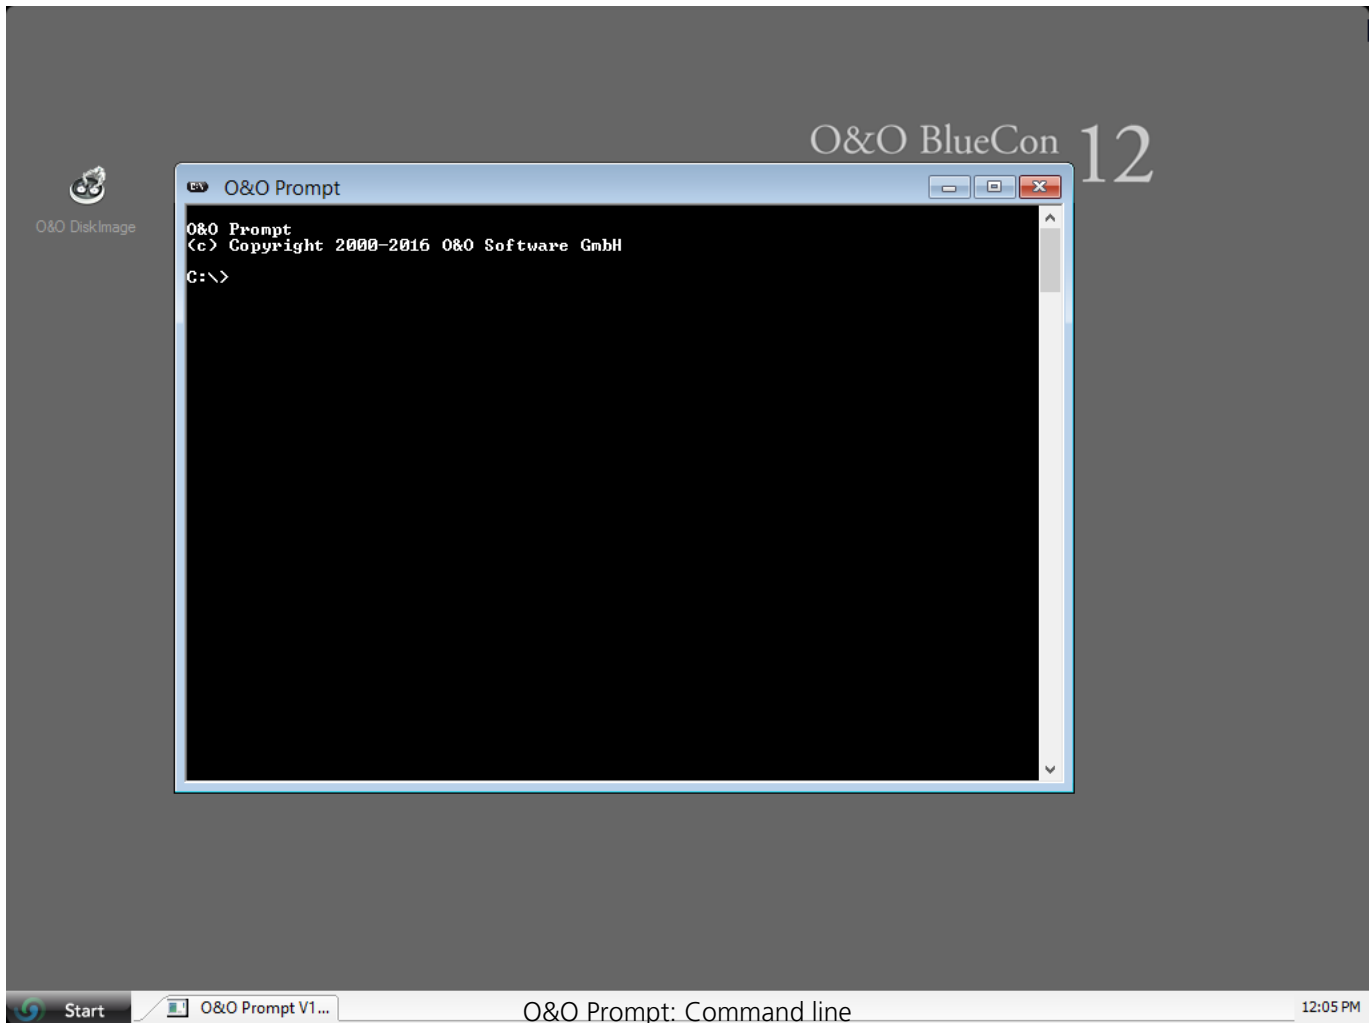 O&O BlueCon 12
O&O DiskImage
O&O Prompt
O&O Prompt
(c) Copyright 2000-2016 O&O Software GmbH
C:\>
Start
O&O Prompt V1...
O&O Prompt: Command line
12:05 PM